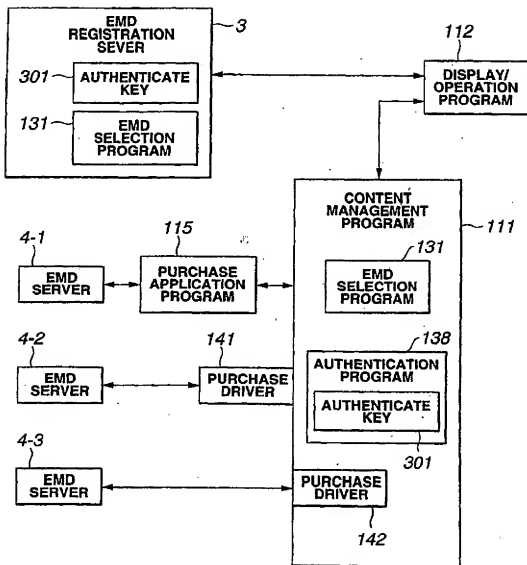 EMD
REGISTRATION
SEVER
3
301
AUTHENTICATE
KEY
131
EMD
SELECTION
PROGRAM
112
DISPLAY/
OPERATION
PROGRAM
CONTENT
MANAGEMENT
PROGRAM
111
131
EMD
SELECTION
PROGRAM
115
4-1
EMD
SERVER
PURCHASE
APPLICATION
PROGRAM
138
AUTHENTICATION
PROGRAM
AUTHENTICATE
KEY
301
4-2
EMD
SERVER
141
PURCHASE
DRIVER
4-3
EMD
SERVER
PURCHASE
DRIVER
142